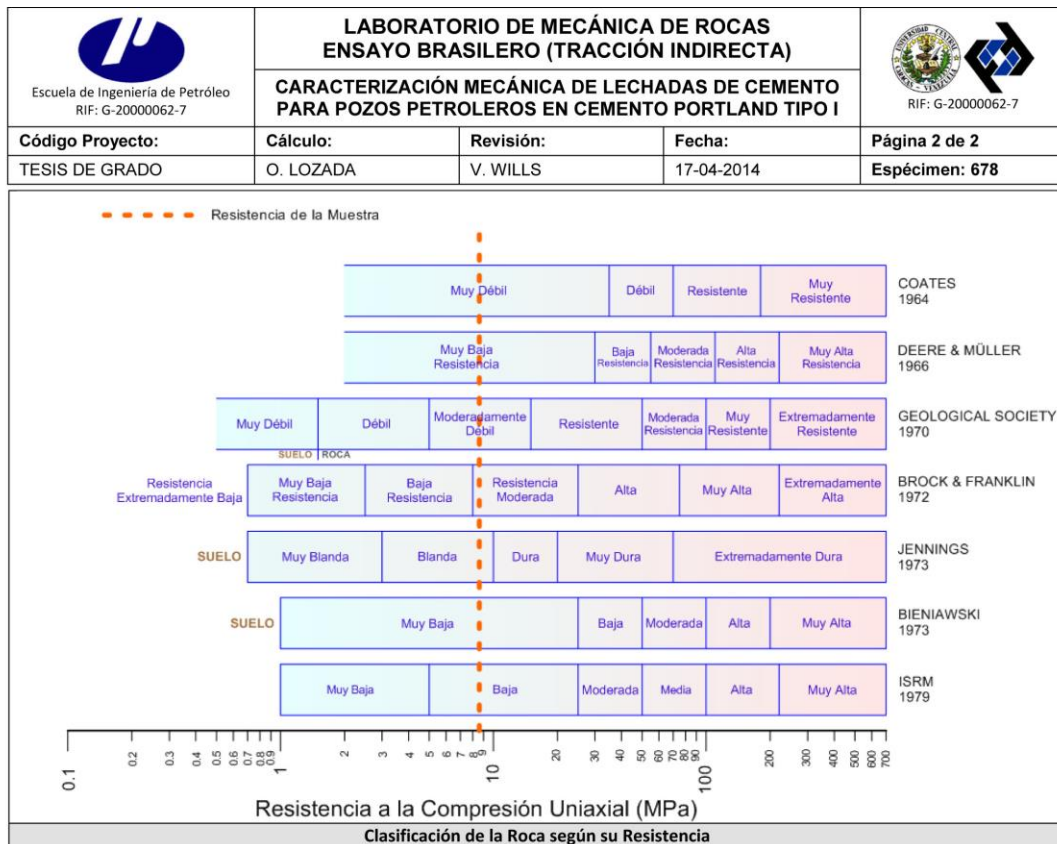 Escuela de Ingeniería de Petróleo
RIF: G-20000062-7
LABORATORIO DE MECÁNICA DE ROCAS
ENSAYO BRASILERO (TRACCIÓN INDIRECTA)
CARACTERIZACIÓN MECÁNICA DE LECHADAS DE CEMENTO
PARA POZOS PETROLEROS EN CEMENTO PORTLAND TIPO I
RIF: G-20000062-7
Código Proyecto: Cálculo: Revisión: Fecha: Página 2 de 2
TESIS DE GRADO O. LOZADA V. WILLS 17-04-2014 Espécimen: 678
Resistencia de la Muestra
Muy Débil
Débil
Resistente
Muy
Resistente
COATES
1964
Muy Baja
Resistencia
Baja
Resistencia
Moderada
Resistencia
Alta
Resistencia
Muy Alta
Resistencia
DEERE & MÜLLER
1966
Muy Débil
Débil
Moderadamente
Débil
Resistente
Moderada
Resistencia
Muy
Resistente
Extremadamente
Resistente
GEOLOGICAL SOCIETY
1970
SUELO ROCA
Resistencia
Extremadamente Baja
Muy Baja
Resistencia
Baja
Resistencia
Resistencia
Moderada
Alta
Muy Alta
Extremadamente
Alta
BROCK & FRANKLIN
1972
SUELO
Muy Blanda
Blanda
Dura
Muy Dura
Extremadamente Dura
JENNINGS
1973
SUELO
Muy Baja
Baja
Moderada
Alta
Muy Alta
BIENIAWSKI
1973
Muy Baja
Baja
Moderada
Media
Alta
Muy Alta
ISRM
1979
0.1 0.2 0.3 0.4 0.5 0.6 0.7 0.8 0.9 1 2 3 4 5 6 7 8 9 10 20 30 40 50 60 70 80 90 100 200 300 400 500 600 700
Resistencia a la Compresión Uniaxial (MPa)
Clasificación de la Roca según su Resistencia